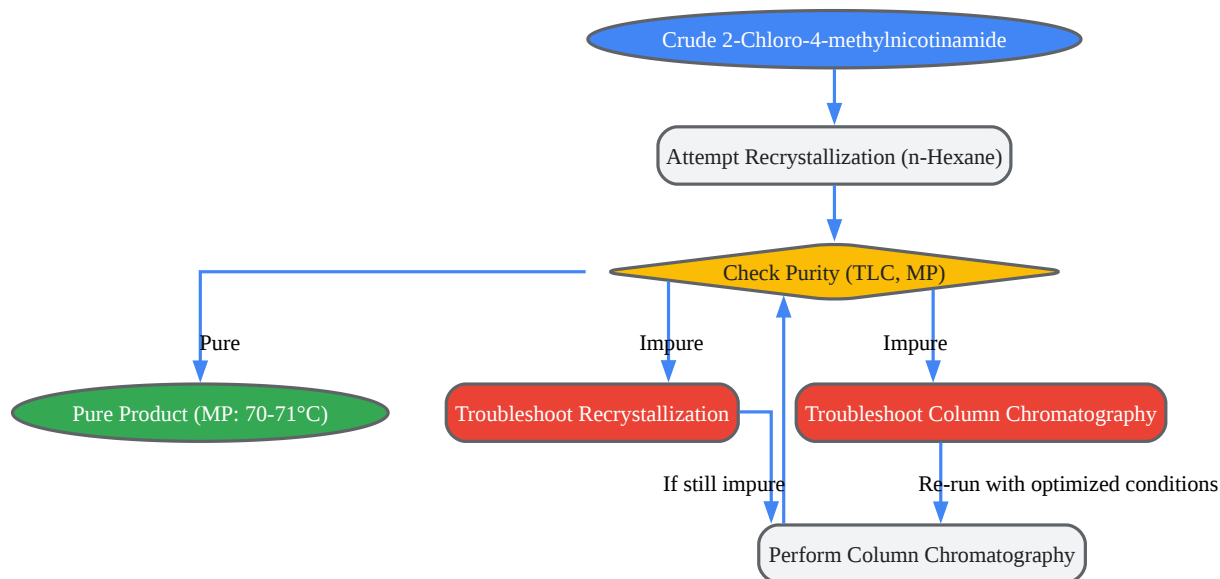 Crude 2-Chloro-4-methylnicotinamide
Attempt Recrystallization (n-Hexane)
Check Purity (TLC, MP)
Pure
Impure
Impure
Pure Product (MP: 70-71°C)
Troubleshoot Recrystallization
Troubleshoot Column Chromatography
If still impure
Re-run with optimized conditions
Perform Column Chromatography